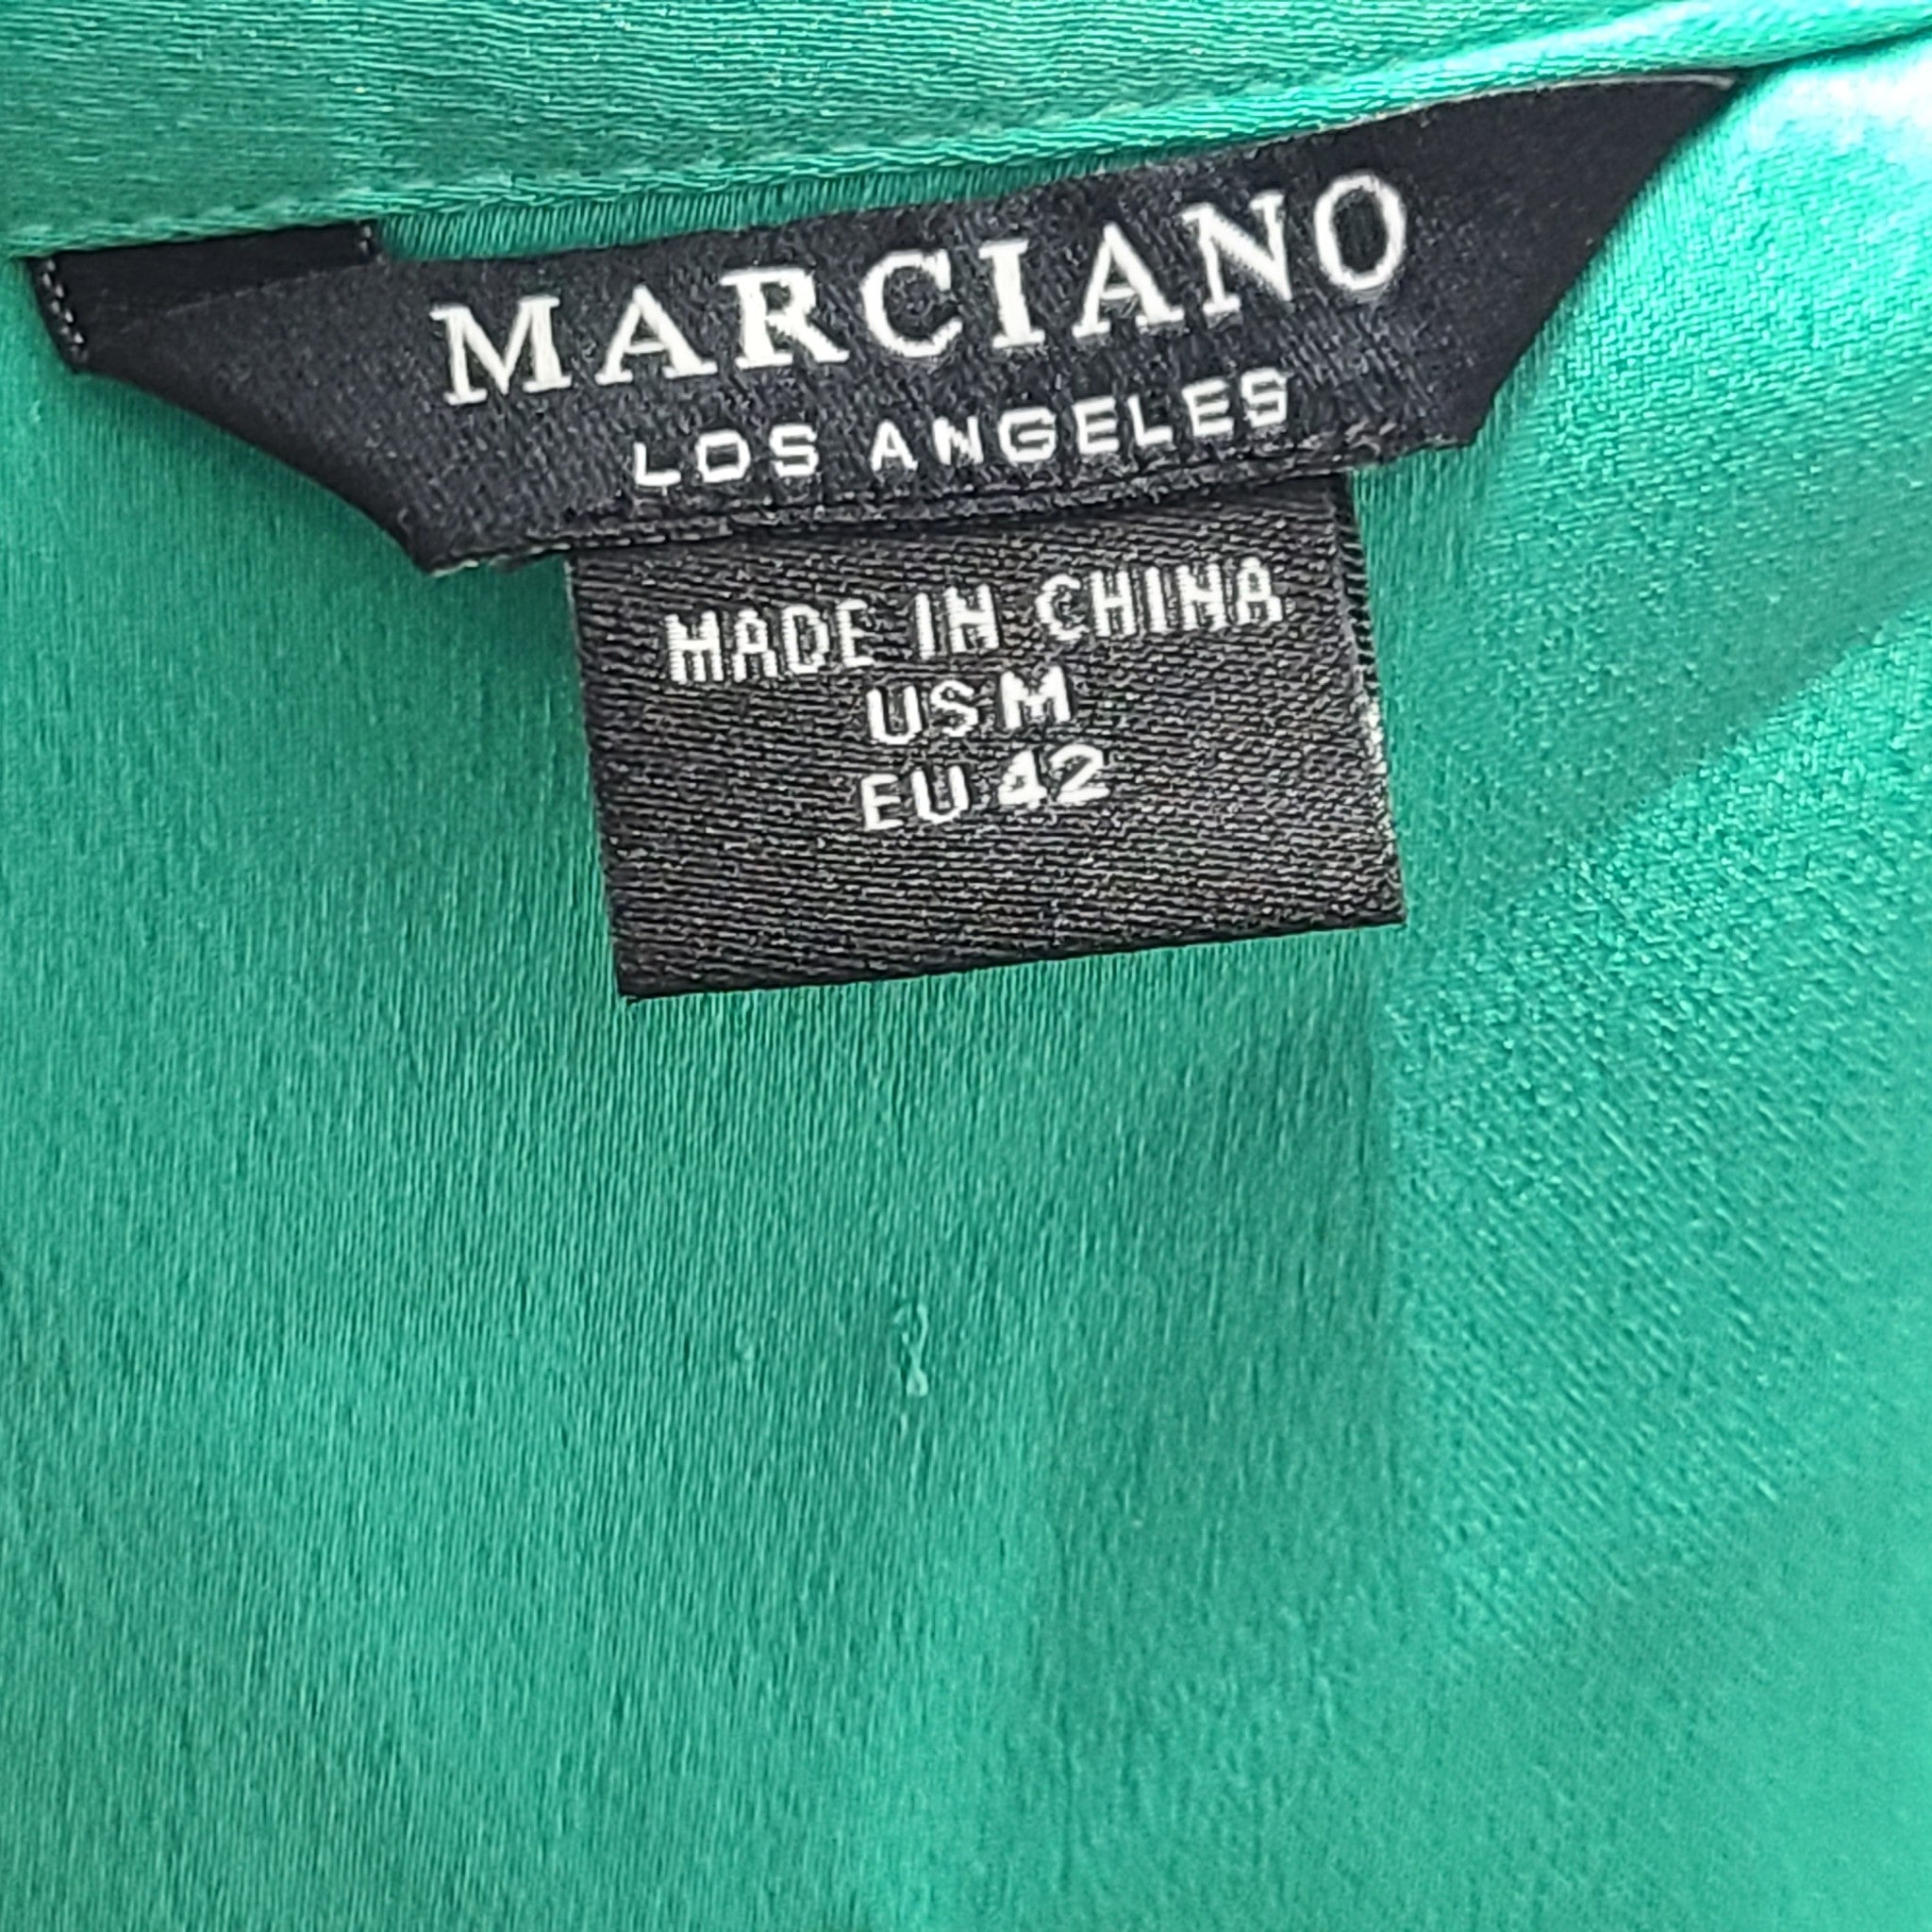 MARCIANO
LOS ANGELES
MADE IN CHINA
US M
EU 42